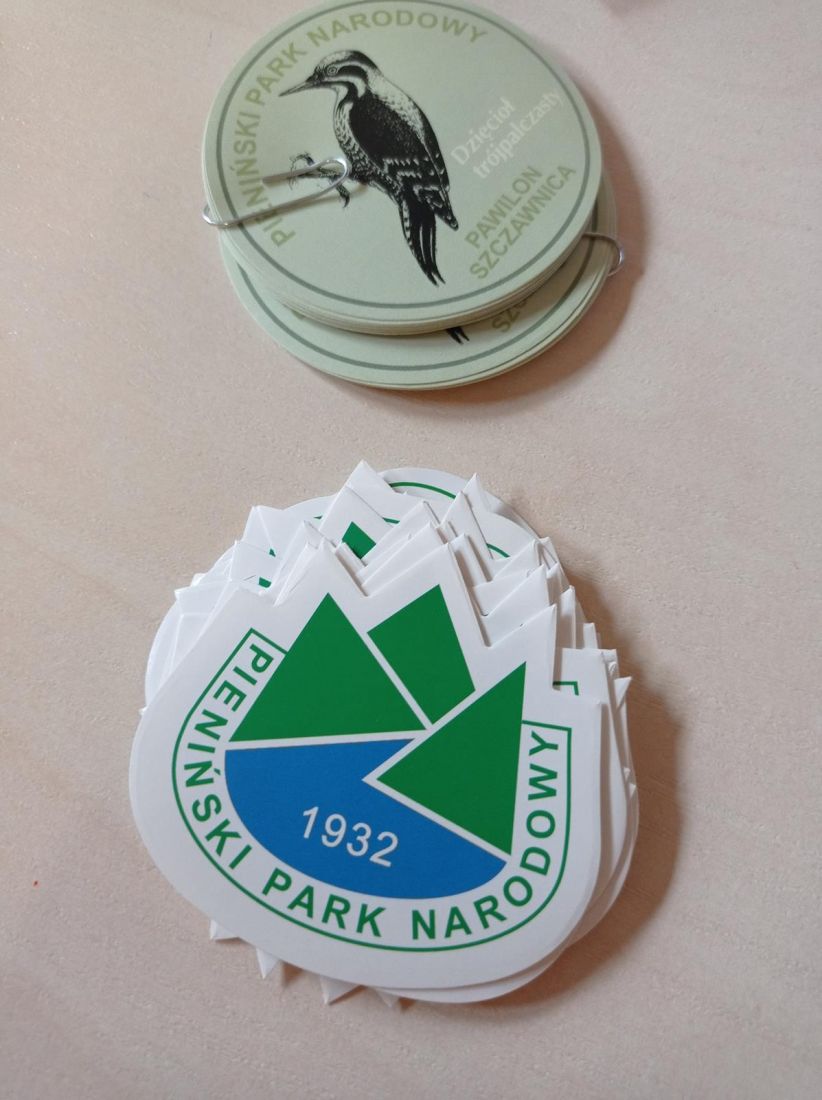 PIENIŃSKI PARK NARODOWY
Dzięcioł
trójpalczasty
PAWILON
SZCZAWNICA
PIENIŃSKI PARK NARODOWY
1932